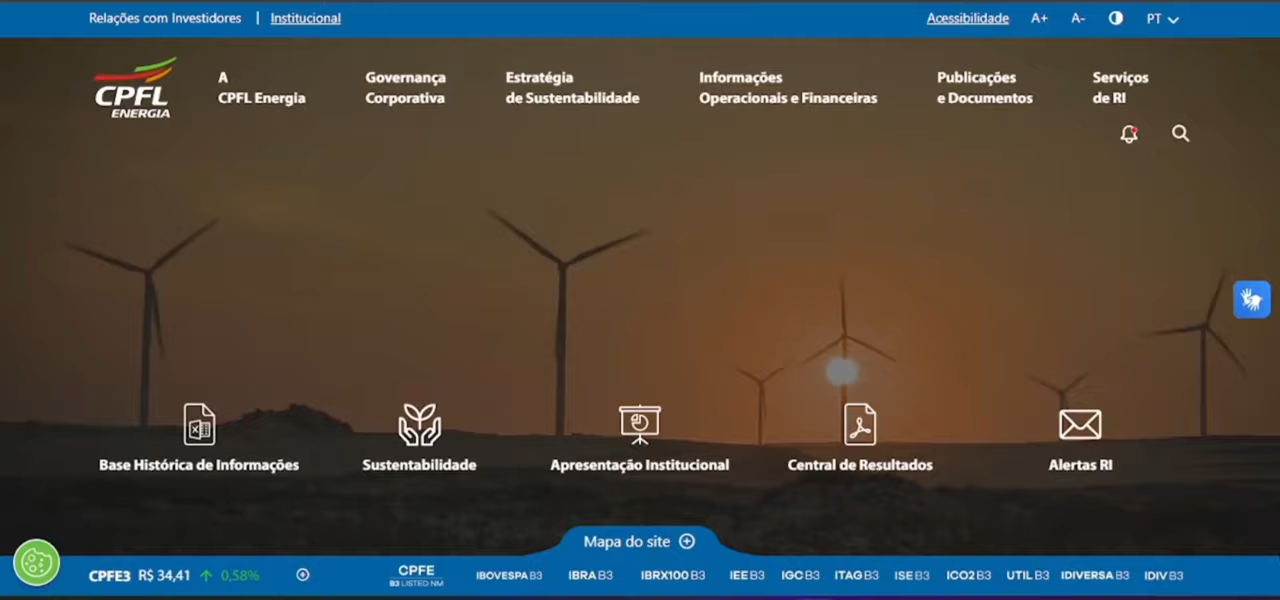 Relações com Investidores | Institucional
Acessibilidade A+ A- PT
CPFL
ENERGIA
A
CPFL Energia
Governança
Corporativa
Estratégia
de Sustentabilidade
Informações
Operacionais e Financeiras
Publicações
e Documentos
Serviços
de RI
Base Histórica de Informações
Sustentabilidade
Apresentação Institucional
Central de Resultados
Alertas RI
Mapa do site
CPFE3 R$ 34,41 0,58%
CPFE
B3 LISTED NM
IBOVESPA B3 IBRA B3 IBRX100 B3 IEE B3 IGC B3 ITAG B3 ISE B3 ICO2 B3 UTIL B3 IDIVERSA B3 IDIV B3